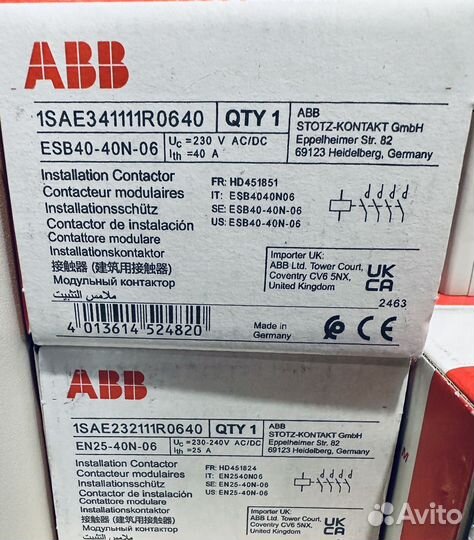 ABB
1SAE341111R0640 QTY 1
ABB
STOTZ-KONTAKT GmbH
Eppelheimer Str. 82
69123 Heidelberg, Germany
ESB40-40N-06
Uc = 230 V AC/DC
Ith = 40 A
Installation Contactor
Contacteur modulaires
Installationsschütz
Contactor de instalación
Contattore modulare
Installationskontaktor
接触器 (建筑用接触器)
Модульный контактор
ملامس التثبيت
FR: HD451851
IT: ESB4040N06
SE: ESB40-40N-06
US: ESB40-40N-06
Importer UK:
ABB Ltd. Tower Court,
Coventry CV6 5NX,
United Kingdom
UK
CA
2463
4 013614 524820
Made in
Germany
CE
ABB
1SAE232111R0640 QTY 1
ABB
STOTZ-KONTAKT GmbH
Eppelheimer Str. 82
69123 Heidelberg, Germany
EN25-40N-06
Uc = 230-240V AC/DC
Ith = 25 A
Installation Contactor
Contacteur modulaires
Installationsschütz
Contactor de instalación
Contattore modulare
Installationskontaktor
接触器 (建筑用接触器)
Модульный контактор
ملامس التثبيت
FR: HD451824
IT: EN2540N06
SE: EN25-40N-06
US: EN25-40N-06
Importer UK:
ABB Ltd. Tower Court,
Coventry CV6 5NX,
United Kingdom
UK
CA
Avito